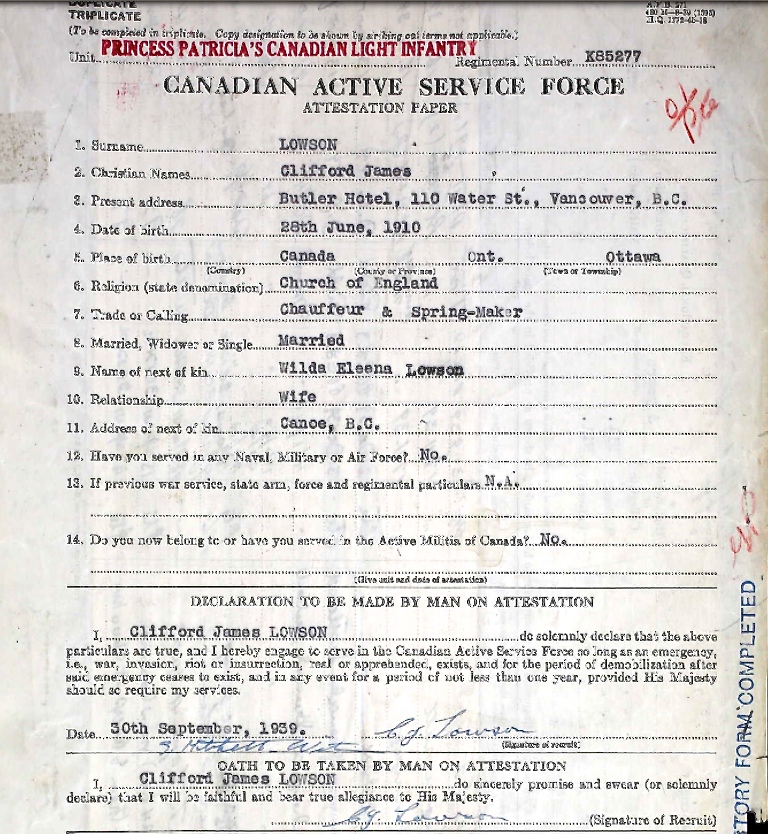 DUPLICATE
TRIPLICATE
(To be completed in triplicate. Copy designation to be shown by striking out terms not applicable.)
Unit PRINCESS PATRICIA'S CANADIAN LIGHT INFANTRY
Regimental Number K85277
CANADIAN ACTIVE SERVICE FORCE
ATTESTATION PAPER
1. Surname LOWSON
2. Christian Names Clifford James
3. Present address Butler Hotel, 110 Water St., Vancouver, B.C.
4. Date of birth 28th June, 1910
5. Place of birth Canada Ont. Ottawa
(Country) (County or Province) (Town or Township)
6. Religion (state denomination) Church of England
7. Trade or Calling Chauffeur & Spring-Maker
8. Married, Widower or Single Married
9. Name of next of kin Wilda Eleena Lowson
10. Relationship Wife
11. Address of next of kin Canoe, B.C.
12. Have you served in any Naval, Military or Air Force? No.
13. If previous war service, state arm, force and regimental particulars N.A.
14. Do you now belong to or have you served in the Active Militia of Canada? No.
(Give unit and date of attestation)
DECLARATION TO BE MADE BY MAN ON ATTESTATION
I, Clifford James LOWSON do solemnly declare that the above
particulars are true, and I hereby engage to serve in the Canadian Active Service Force so long as an emergency,
i.e., war, invasion, riot or insurrection, real or apprehended, exists, and for the period of demobilization after
said emergency ceases to exist, and in any event for a period of not less than one year, provided His Majesty
should so require my services.
Date 30th September, 1939. C.J. Lowson
(Signature of recruit)
OATH TO BE TAKEN BY MAN ON ATTESTATION
I, Clifford James LOWSON do sincerely promise and swear (or solemnly
declare) that I will be faithful and bear true allegiance to His Majesty.
C.J. Lowson (Signature of Recruit)
TORY FORM COMPLETED